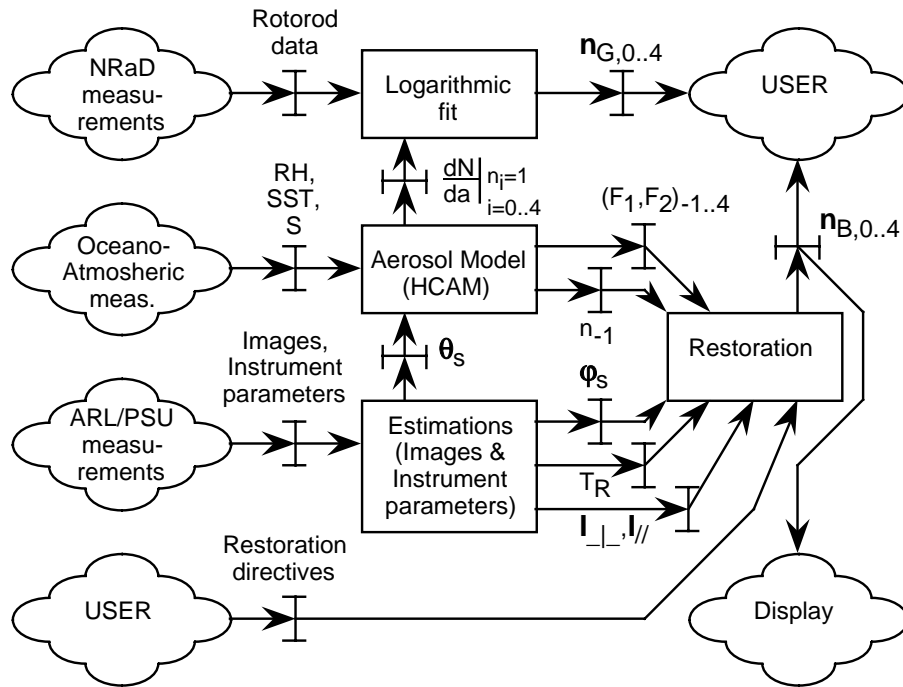 Rotorod
data
NRaD
measu-
rements
Logarithmic
fit
n_G,0..4
USER
RH,
SST,
S
dN
da
n_i=1
i=0..4
(F_1,F_2)_-1..4
n_B,0..4
Oceano-
Atmosheric
meas.
Aerosol Model
(HCAM)
n_-1
Restoration
Images,
Instrument
parameters
θ_s
φ_s
ARL/PSU
measu-
rements
Estimations
(Images &
Instrument
parameters)
T_R
I_|_,I_//
Restoration
directives
USER
Display